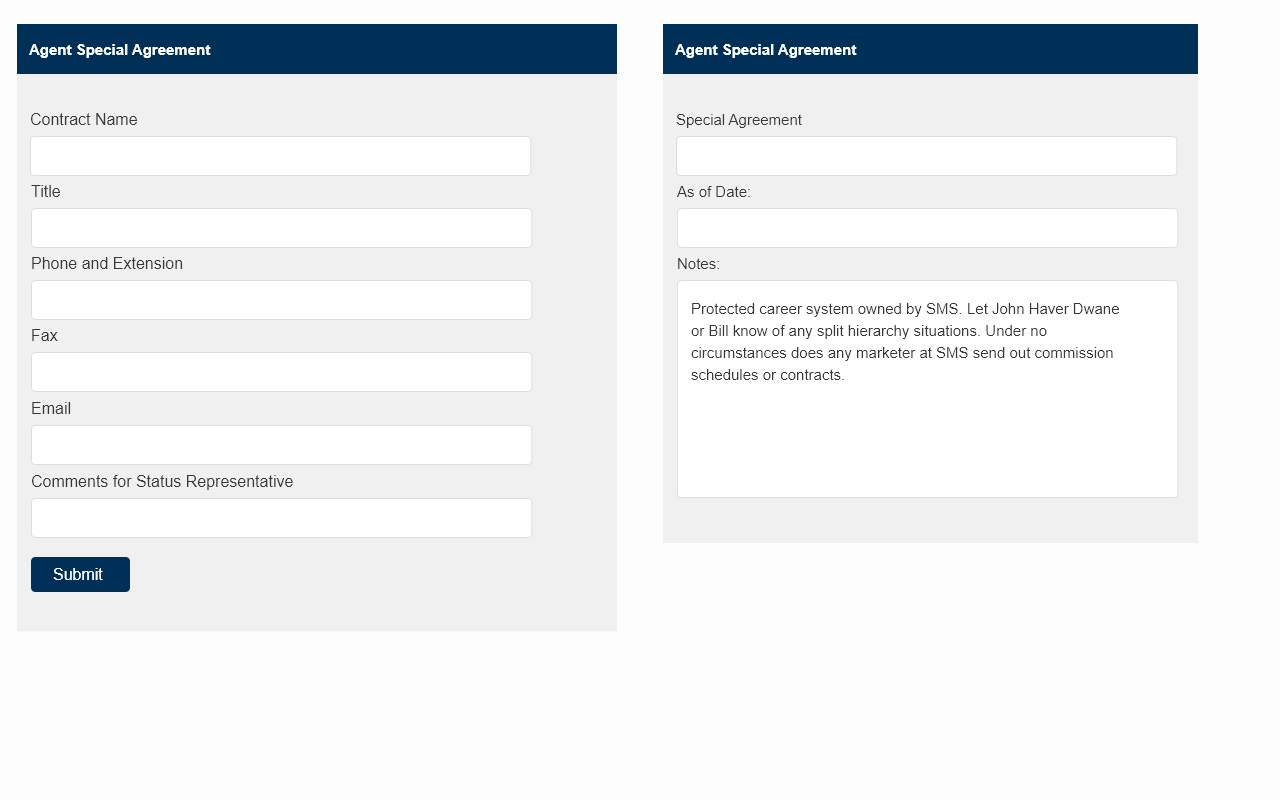 Agent Special Agreement
Contract Name
Title
Phone and Extension
Fax
Email
Comments for Status Representative
Submit
Agent Special Agreement
Special Agreement
As of Date:
Notes:
Protected career system owned by SMS. Let John Haver Dwane
or Bill know of any split hierarchy situations. Under no
circumstances does any marketer at SMS send out commission
schedules or contracts.